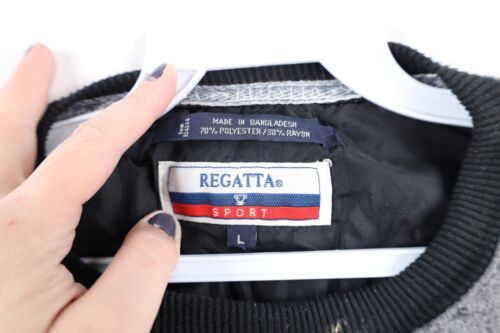 MADE IN BANGLADESH
70% POLYESTER/30% RAYON
REGATTA®
SPORT
L